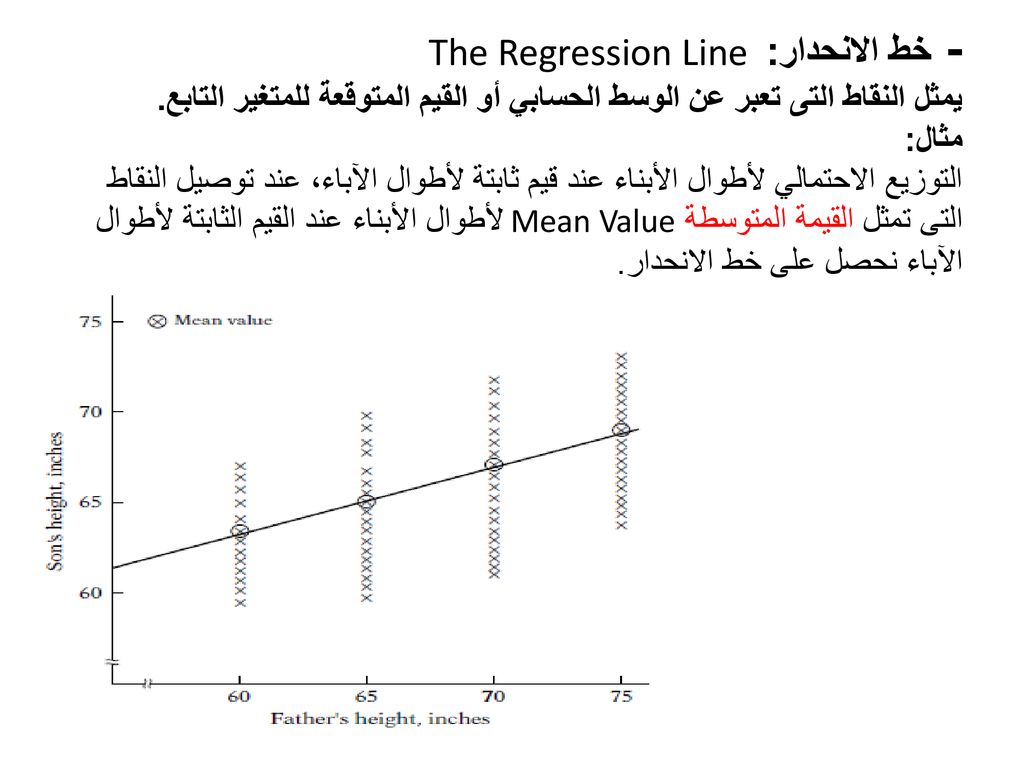 - خط الانحدار: The Regression Line
يمثل النقاط التى تعبر عن الوسط الحسابي أو القيم المتوقعة للمتغير التابع.
مثال:
التوزيع الاحتمالي لأطوال الأبناء عند قيم ثابتة لأطوال الآباء، عند توصيل النقاط
التى تمثل القيمة المتوسطة Mean Value لأطوال الأبناء عند القيم الثابتة لأطوال
الآباء نحصل على خط الانحدار.
75
Mean value
70
65
60
Son's height, inches
60 65 70 75
Father's height, inches